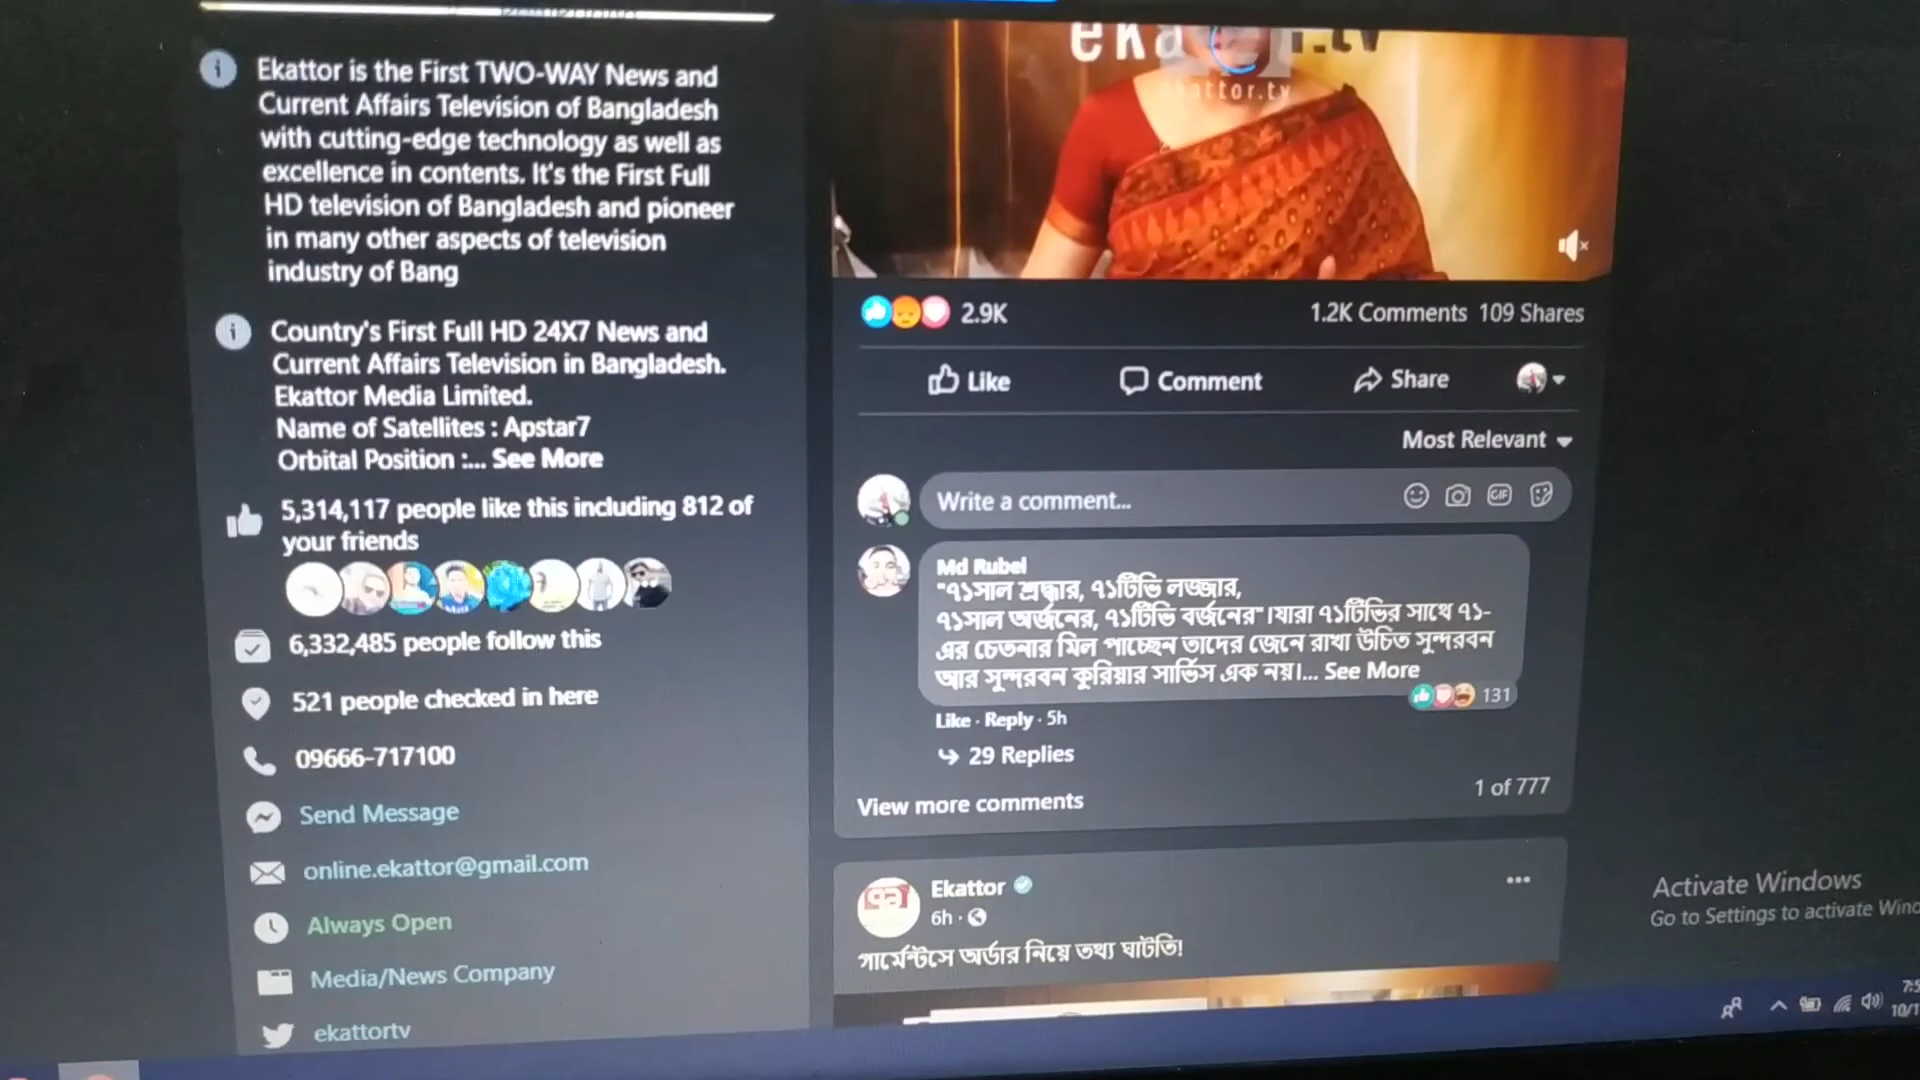 Ekattor is the First TWO-WAY News and
Current Affairs Television of Bangladesh
with cutting-edge technology as well as
excellence in contents. It's the First Full
HD television of Bangladesh and pioneer
in many other aspects of television
industry of Bang
Country's First Full HD 24X7 News and
Current Affairs Television in Bangladesh.
Ekattor Media Limited.
Name of Satellites : Apstar7
Orbital Position :... See More
5,314,117 people like this including 812 of
your friends
6,332,485 people follow this
521 people checked in here
09666-717100
Send Message
online.ekattor@gmail.com
Always Open
Media/News Company
ekattortv
2.9K
1.2K Comments 109 Shares
Like
Comment
Share
Most Relevant
Write a comment...
GIF
Md Rubel
"৭১সাল শ্রদ্ধার, ৭১টিভি লজ্জার,
৭১সাল অর্জনের, ৭১টিভি বর্জনের"।যারা ৭১টিভির সাথে ৭১-
এর চেতনার মিল পাচ্ছেন তাদের জেনে রাখা উচিত সুন্দরবন
আর সুন্দরবন কুরিয়ার সার্ভিস এক নয়।... See More
131
Like · Reply · 5h
29 Replies
View more comments
1 of 777
Ekattor
6h ·
গার্মেন্টসে অর্ডার নিয়ে তথ্য ঘাটতি!
Activate Windows
Go to Settings to activate